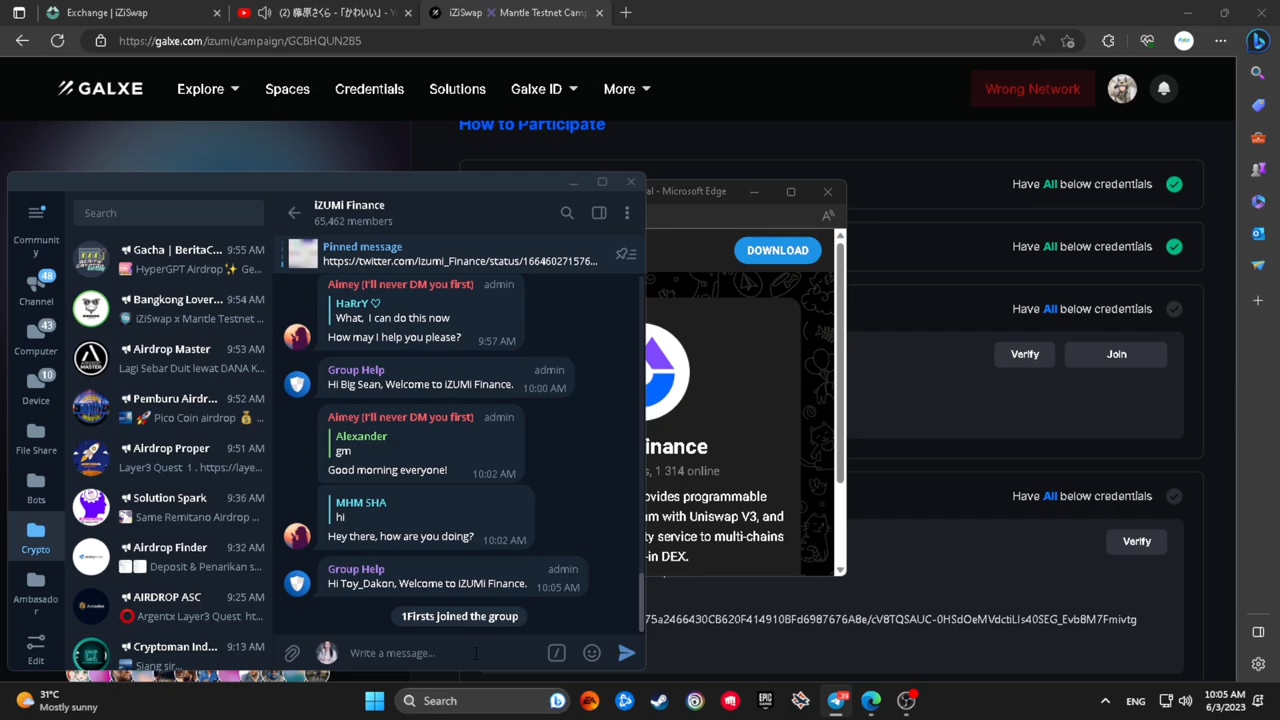 Exchange | iZiSwap
(2) 藤原さくら - 「かわいい」 - Y
iZiSwap ✕ Mantle Testnet Camp
https://galxe.com/izumi/campaign/GCBHQUN2B5
GALXE
Explore
Spaces
Credentials
Solutions
Galxe ID
More
Wrong Network
How to Participate
Have All below credentials
Have All below credentials
Have All below credentials
Verify
Join
Have All below credentials
Verify
75a2466430CB620F414910BFd6987676A8e/cV8TQSAUC-0HSdOeMVdctiLIs40SEG_Evb8M7Fmivtg
al - Microsoft Edge
DOWNLOAD
inance
s, 1 314 online
ovides programmable
m with Uniswap V3, and
ty service to multi-chains
-in DEX.
Communit
y
48
Channel
43
Computer
10
Device
File Share
Bots
Crypto
Ambasado
r
Edit
Search
Gacha | BeritaC... 9:55 AM
HyperGPT Airdrop✨ Ge...
Bangkong Lover... 9:54 AM
iZiSwap x Mantle Testnet ...
Airdrop Master 9:53 AM
Lagi Sebar Duit lewat DANA K...
Pemburu Airdr... 9:52 AM
🚀 Pico Coin airdrop 💰 ...
Airdrop Proper 9:51 AM
Layer3 Quest 1 . https://laye...
Solution Spark 9:36 AM
Same Remitano Airdrop ...
Airdrop Finder 9:32 AM
Deposit & Penarikan s...
AIRDROP ASC 9:25 AM
⭕ Argentx Layer3 Quest ht...
Cryptoman Ind... 9:13 AM
Siang sir...
iZUMi Finance
65,462 members
Pinned message
https://twitter.com/izumi_Finance/status/166460271576...
Aimey (I'll never DM you first) admin
HaRrY ♡
What, I can do this now
How may I help you please? 9:57 AM
Group Help admin
Hi Big Sean, Welcome to iZUMi Finance. 10:00 AM
Aimey (I'll never DM you first) admin
Alexander
gm
Good morning everyone! 10:02 AM
MHM SHA
hi
Hey there, how are you doing? 10:02 AM
Group Help admin
Hi Toy_Dakon, Welcome to iZUMi Finance. 10:05 AM
1Firsts joined the group
Write a message...
31°C
Mostly sunny
Search
ENG
10:05 AM
6/3/2023